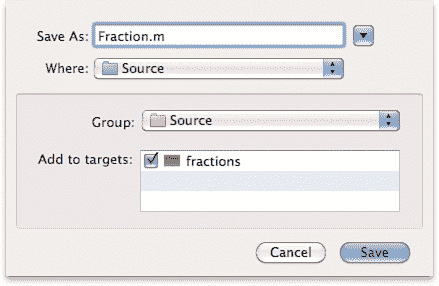 Save As: Fraction.m
Where: Source
Group: Source
Add to targets: fractions
Cancel Save